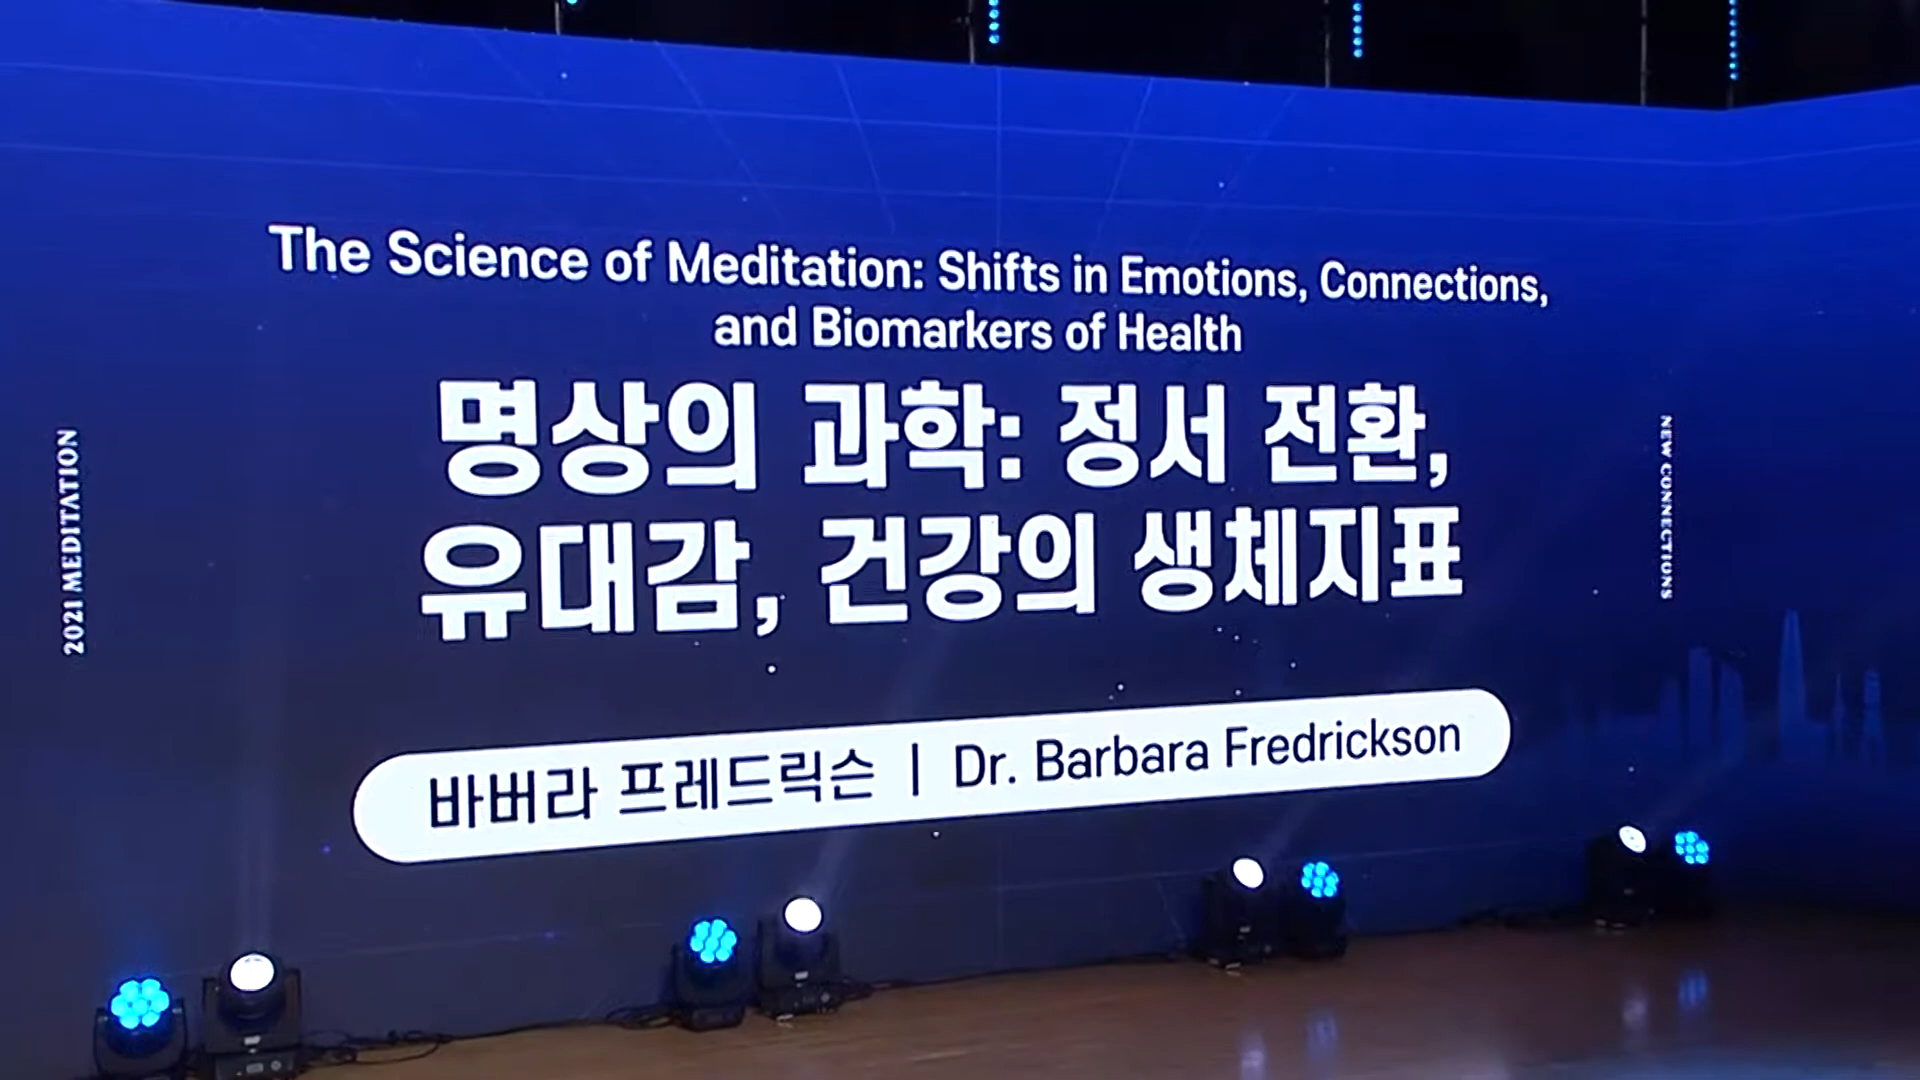 The Science of Meditation: Shifts in Emotions, Connections,
and Biomarkers of Health
명상의 과학: 정서 전환,
유대감, 건강의 생체지표
바버라 프레드릭슨 | Dr. Barbara Fredrickson
2021 MEDITATION
NEW CONNECTIONS